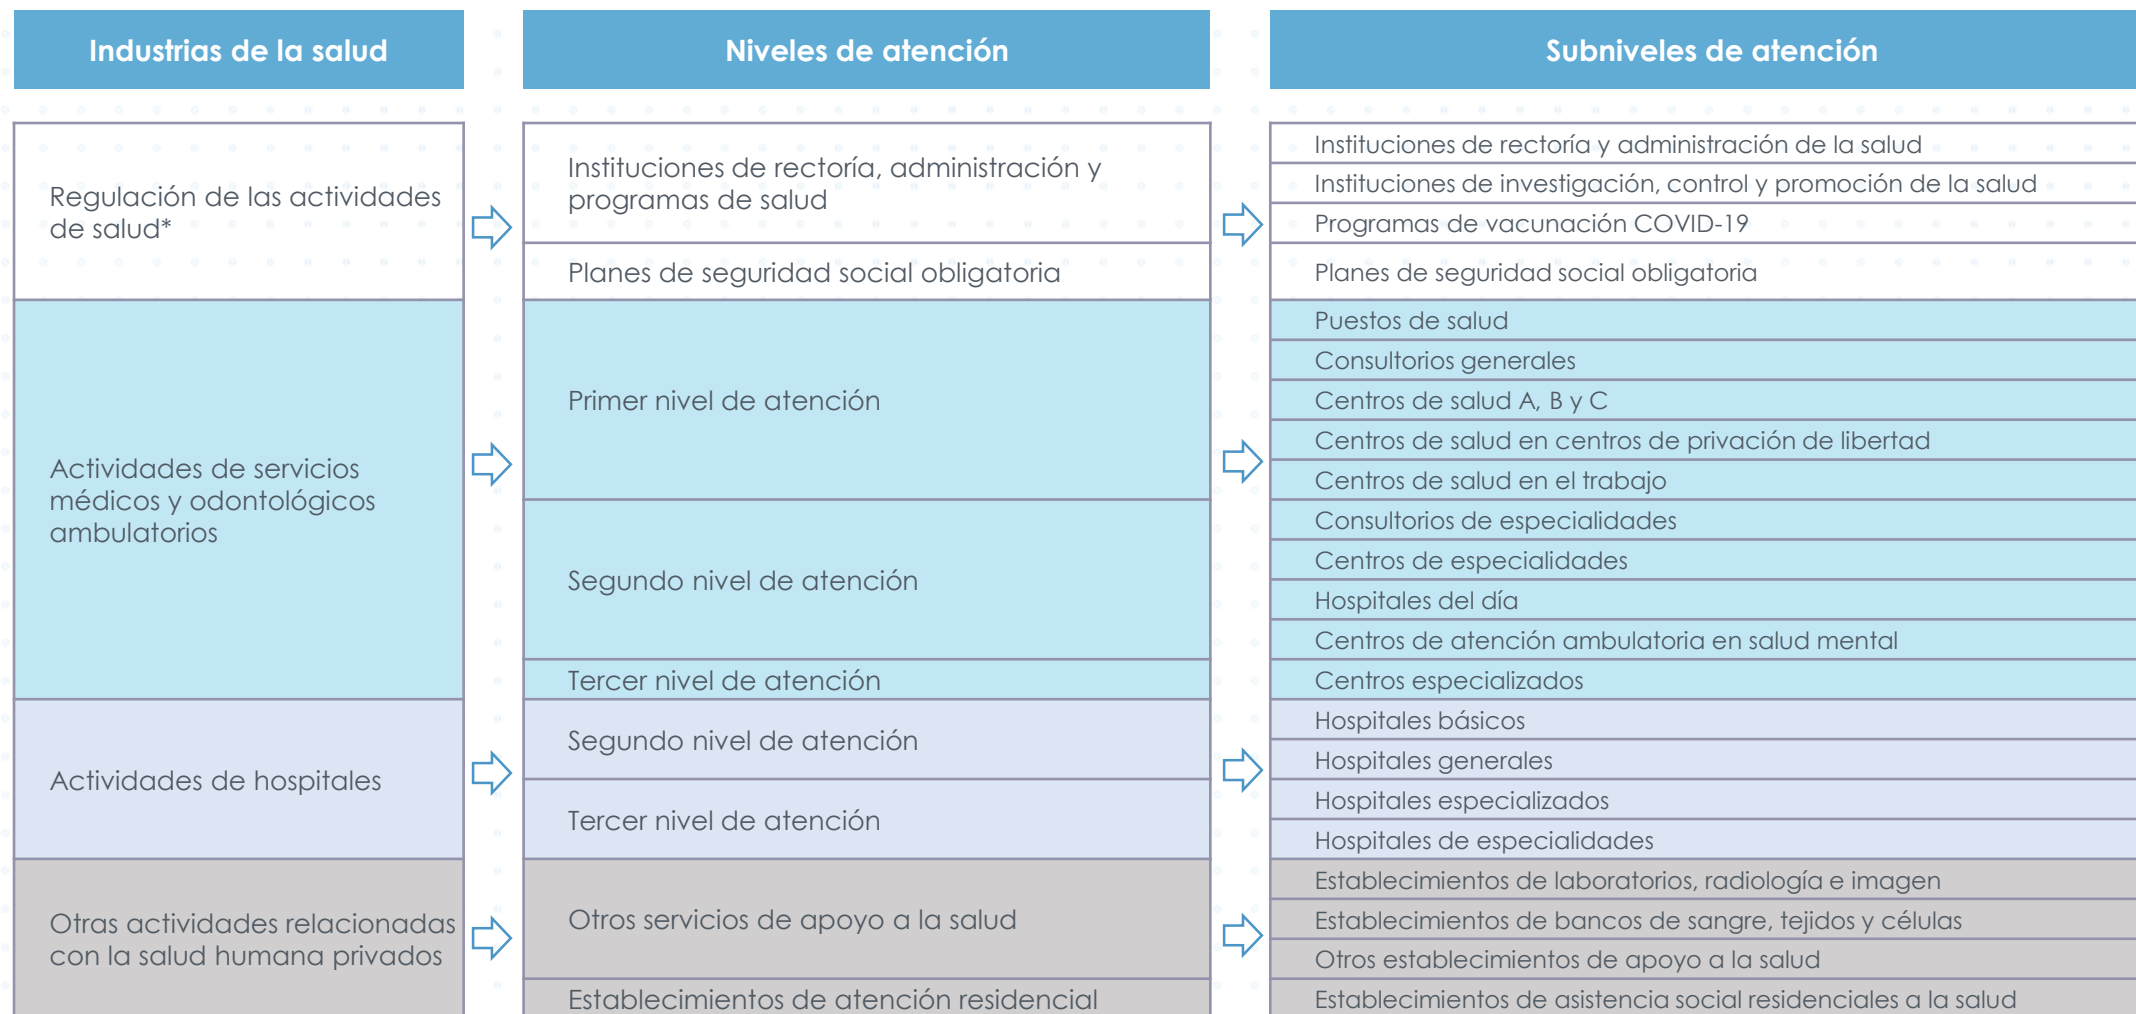 Industrias de la salud
Niveles de atención
Subniveles de atención
Regulación de las actividades
de salud*
Instituciones de rectoría, administración y
programas de salud
Planes de seguridad social obligatoria
Instituciones de rectoría y administración de la salud
Instituciones de investigación, control y promoción de la salud
Programas de vacunación COVID-19
Planes de seguridad social obligatoria
Actividades de servicios
médicos y odontológicos
ambulatorios
Primer nivel de atención
Puestos de salud
Consultorios generales
Centros de salud A, B y C
Centros de salud en centros de privación de libertad
Centros de salud en el trabajo
Segundo nivel de atención
Consultorios de especialidades
Centros de especialidades
Hospitales del día
Centros de atención ambulatoria en salud mental
Tercer nivel de atención
Centros especializados
Actividades de hospitales
Segundo nivel de atención
Hospitales básicos
Hospitales generales
Tercer nivel de atención
Hospitales especializados
Hospitales de especialidades
Otras actividades relacionadas
con la salud humana privados
Otros servicios de apoyo a la salud
Establecimientos de laboratorios, radiología e imagen
Establecimientos de bancos de sangre, tejidos y células
Otros establecimientos de apoyo a la salud
Establecimientos de atención residencial
Establecimientos de asistencia social residenciales a la salud